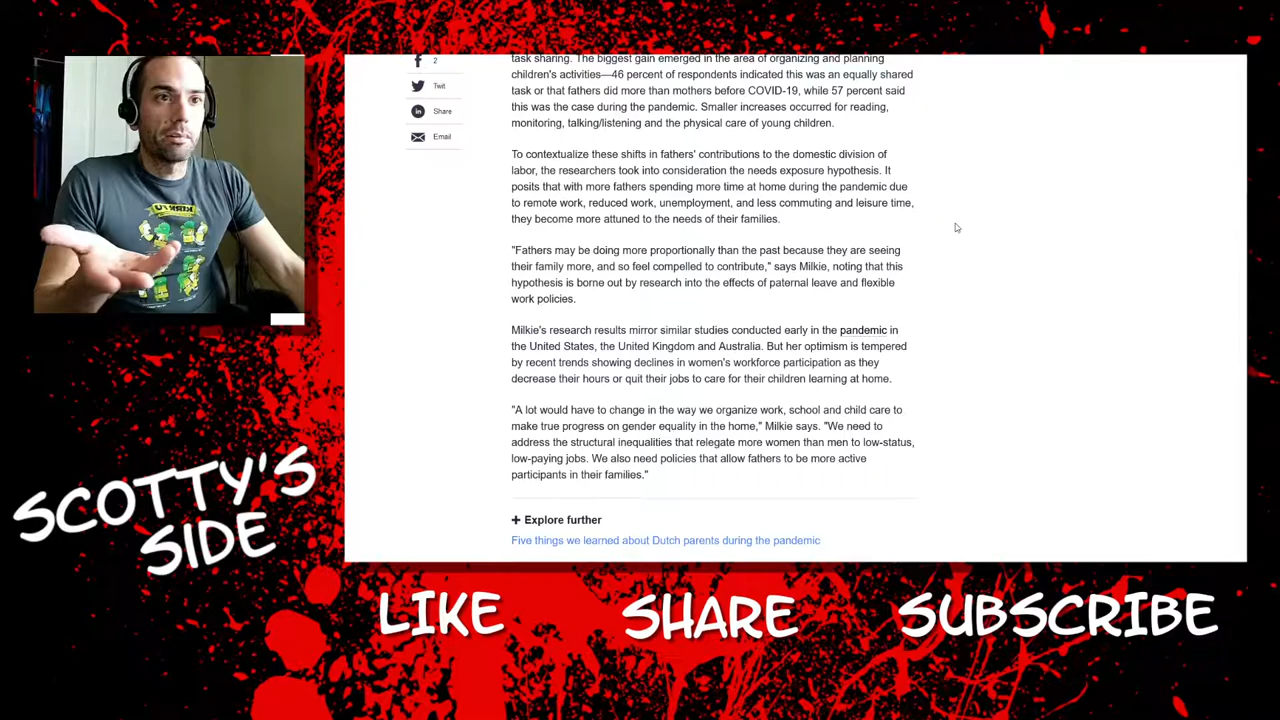 task sharing. The biggest gain emerged in the area of organizing and planning
children's activities—46 percent of respondents indicated this was an equally shared
task or that fathers did more than mothers before COVID-19, while 57 percent said
this was the case during the pandemic. Smaller increases occurred for reading,
monitoring, talking/listening and the physical care of young children.
To contextualize these shifts in fathers' contributions to the domestic division of
labor, the researchers took into consideration the needs exposure hypothesis. It
posits that with more fathers spending more time at home during the pandemic due
to remote work, reduced work, unemployment, and less commuting and leisure time,
they become more attuned to the needs of their families.
"Fathers may be doing more proportionally than the past because they are seeing
their family more, and so feel compelled to contribute," says Milkie, noting that this
hypothesis is borne out by research into the effects of paternal leave and flexible
work policies.
Milkie's research results mirror similar studies conducted early in the pandemic in
the United States, the United Kingdom and Australia. But her optimism is tempered
by recent trends showing declines in women's workforce participation as they
decrease their hours or quit their jobs to care for their children learning at home.
"A lot would have to change in the way we organize work, school and child care to
make true progress on gender equality in the home," Milkie says. "We need to
address the structural inequalities that relegate more women than men to low-status,
low-paying jobs. We also need policies that allow fathers to be more active
participants in their families."
+ Explore further
Five things we learned about Dutch parents during the pandemic
2
Twit
Share
Email
SCOTTY'S
SIDE
LIKE
SHARE
SUBSCRIBE